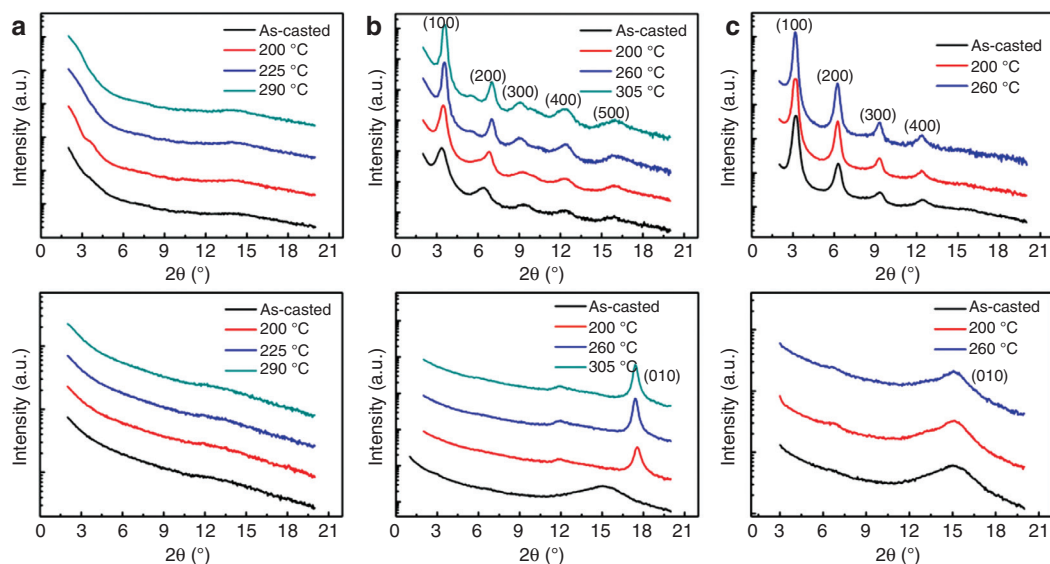 a
Intensity (a.u.)
As-casted
200 °C
225 °C
290 °C
0 3 6 9 12 15 18 21
2θ (°)
b
Intensity (a.u.)
(100)
(200)
(300)
(400)
(500)
As-casted
200 °C
260 °C
305 °C
0 3 6 9 12 15 18 21
2θ (°)
c
Intensity (a.u.)
(100)
(200)
(300)
(400)
As-casted
200 °C
260 °C
0 3 6 9 12 15 18 21
2θ (°)
Intensity (a.u.)
As-casted
200 °C
225 °C
290 °C
0 3 6 9 12 15 18 21
2θ (°)
Intensity (a.u.)
As-casted
200 °C
260 °C
305 °C
(010)
0 3 6 9 12 15 18 21
2θ (°)
Intensity (a.u.)
As-casted
200 °C
260 °C
(010)
0 3 6 9 12 15 18 21
2θ (°)